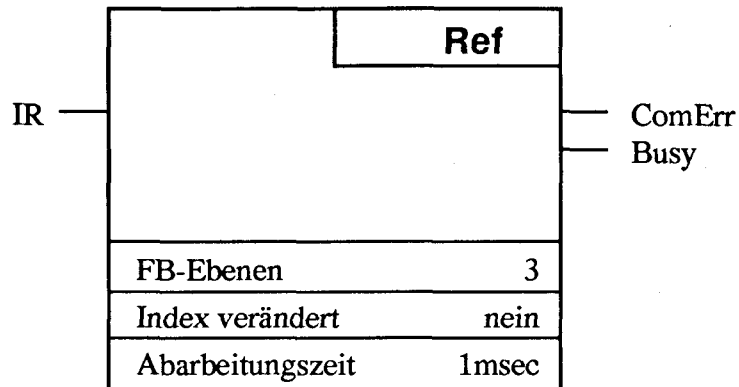 Ref
IR
ComErr
Busy
FB-Ebenen 3
Index verändert nein
Abarbeitungszeit 1msec